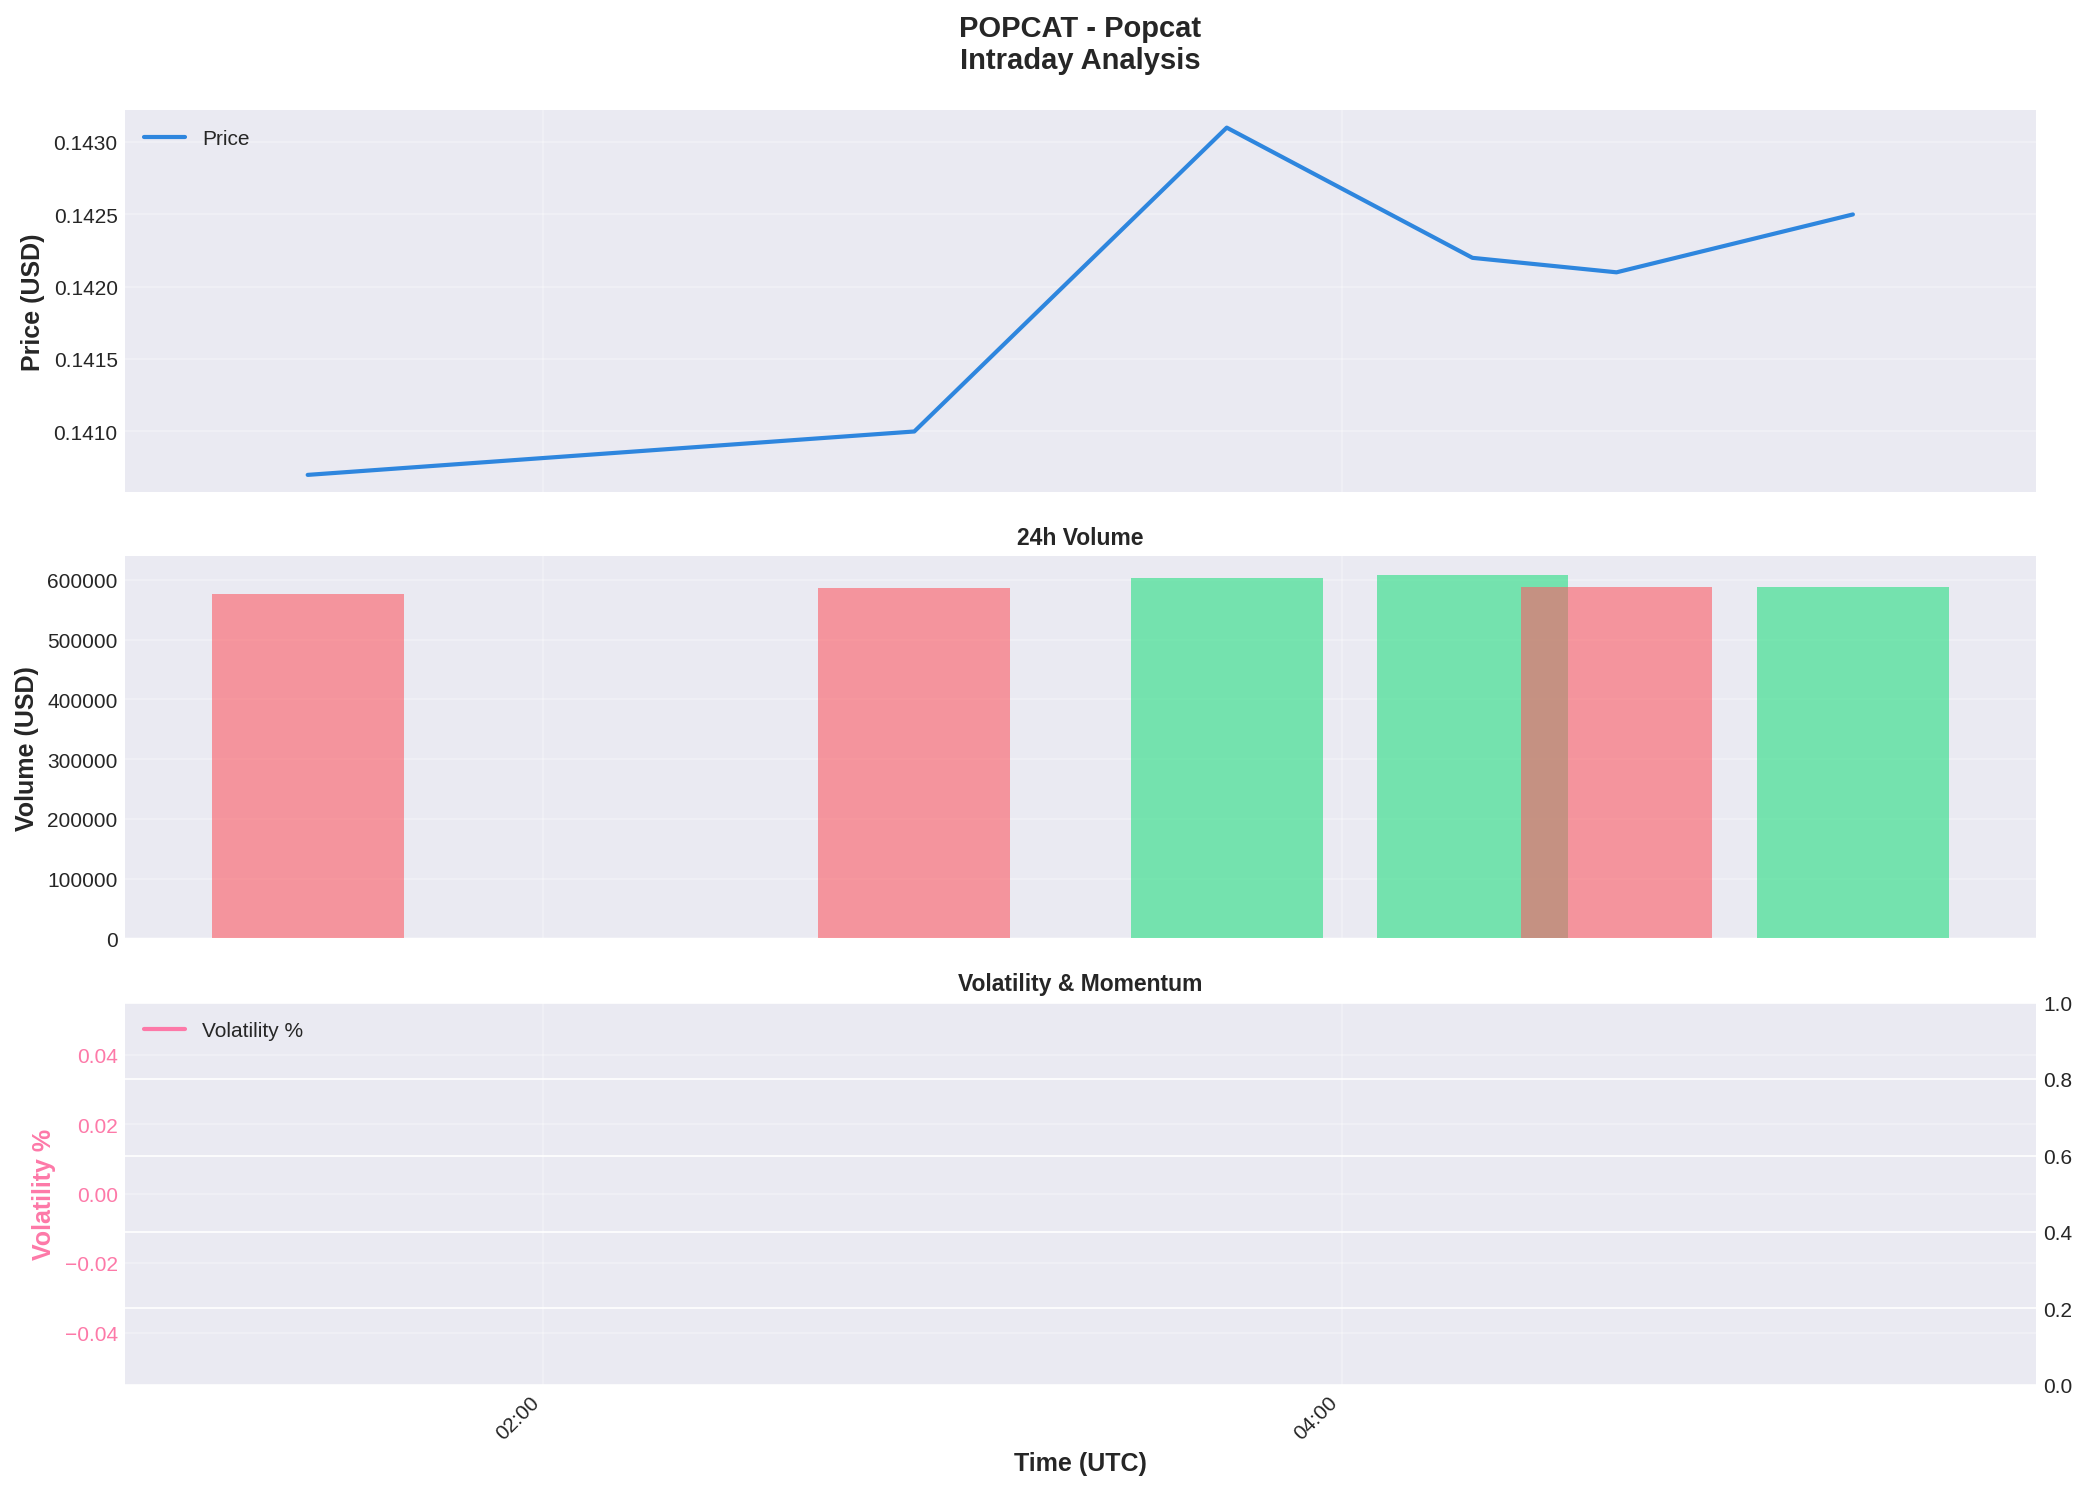 POPCAT - Popcat
Intraday Analysis
Price
0.1430
0.1425
0.1420
0.1415
0.1410
Price (USD)
24h Volume
600000
500000
400000
300000
200000
100000
0
Volume (USD)
Volatility & Momentum
Volatility %
0.04
0.02
0.00
−0.02
−0.04
Volatility %
1.0
0.8
0.6
0.4
0.2
0.0
02:00
04:00
Time (UTC)